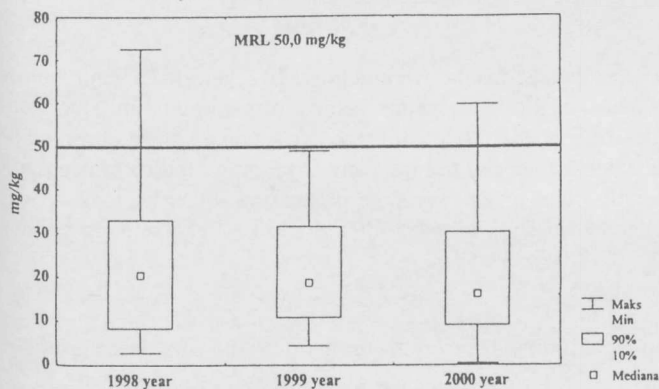 80
MRL 50,0 mg/kg
70
60
50
40
30
20
10
0
mg/kg
1998 year
1999 year
2000 year
Maks
Min
90%
10%
Mediana